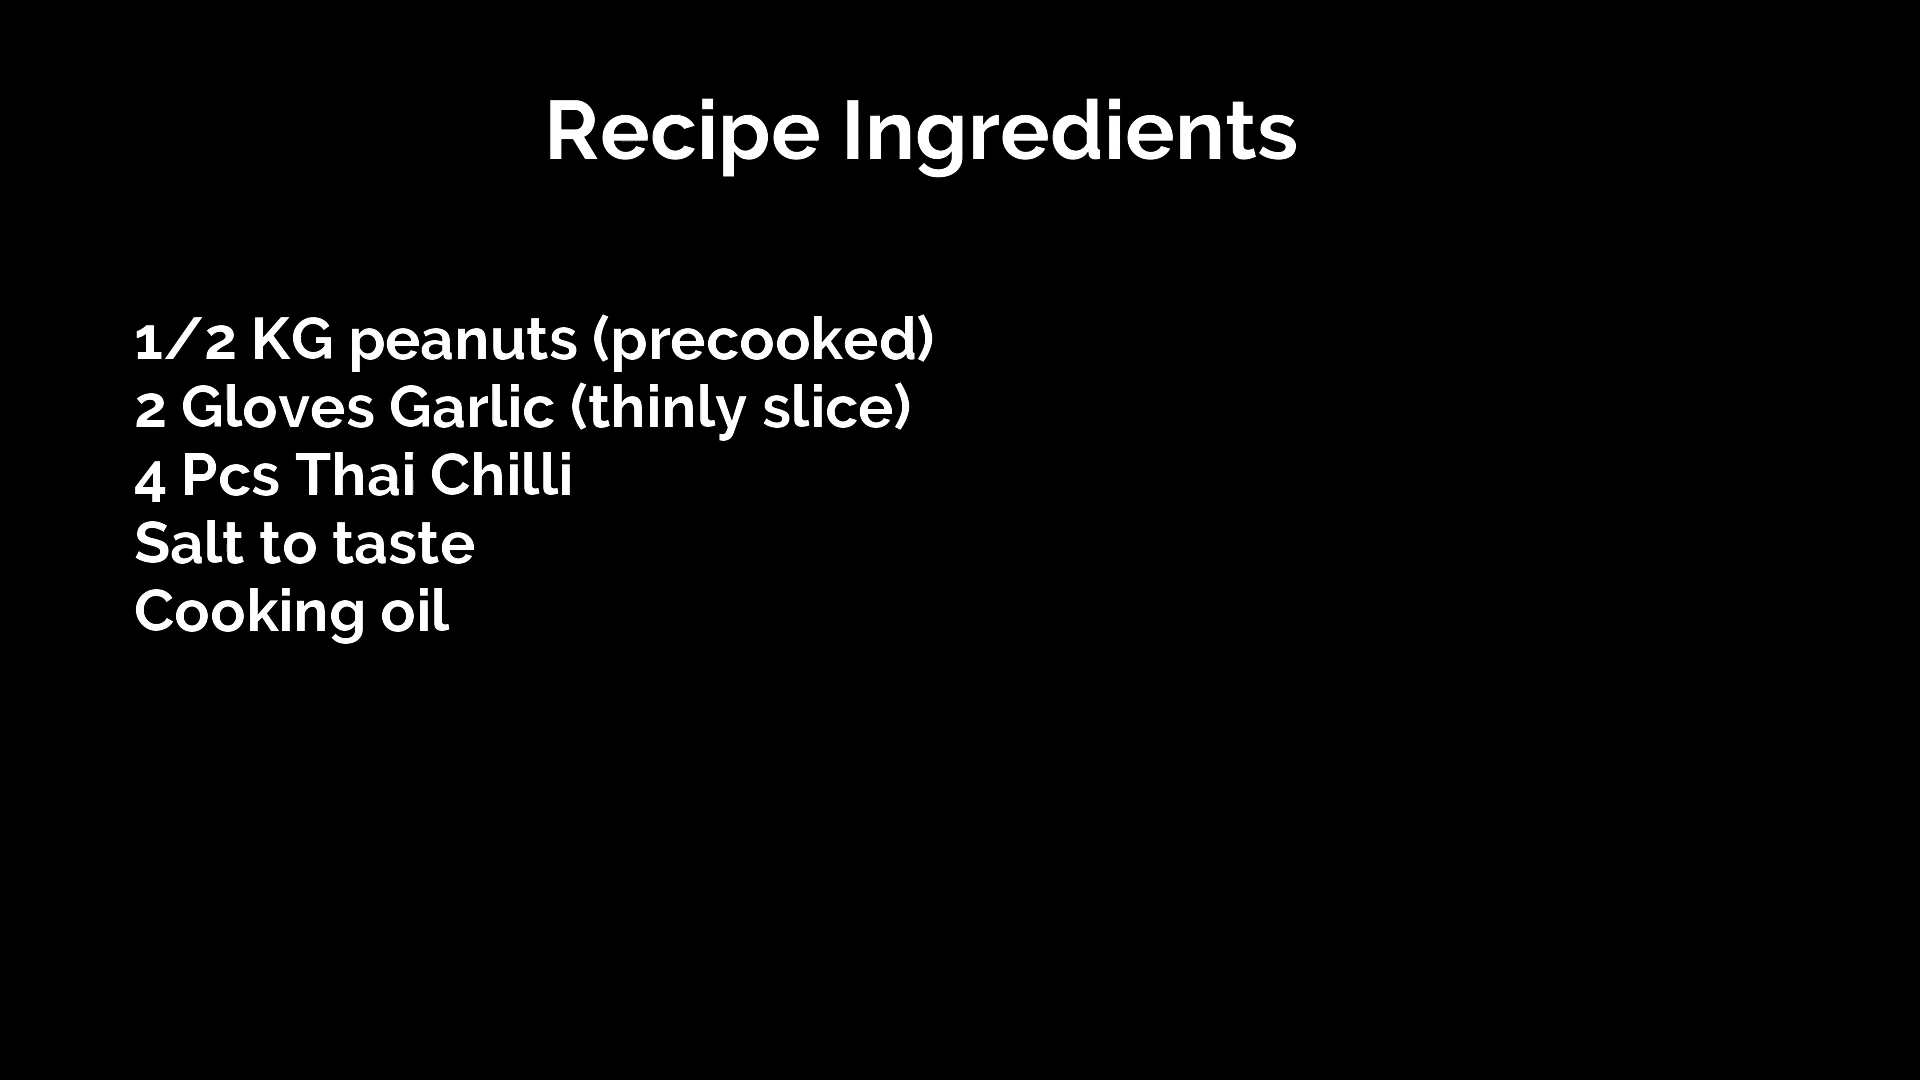 Recipe Ingredients
1/2 KG peanuts (precooked)
2 Gloves Garlic (thinly slice)
4 Pcs Thai Chilli
Salt to taste
Cooking oil